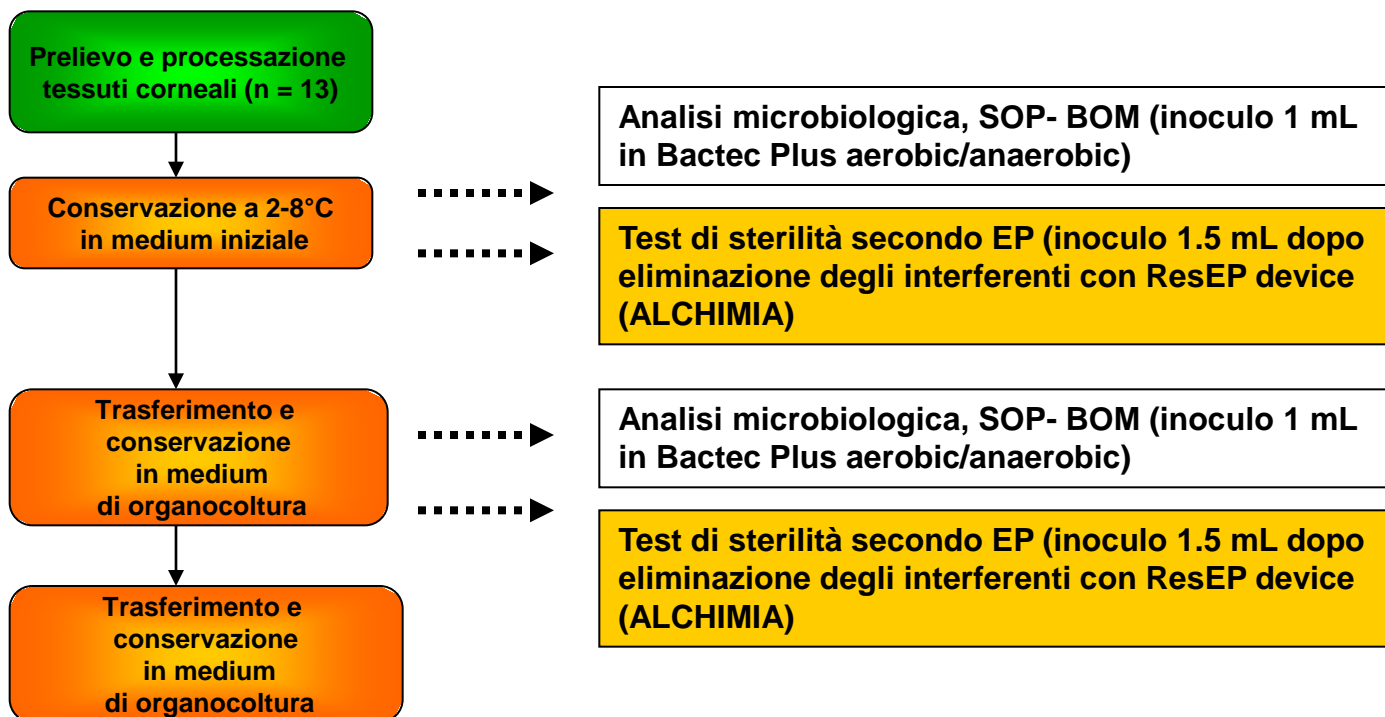 Prelievo e processazione
tessuti corneali (n = 13)
Conservazione a 2-8°C
in medium iniziale
Analisi microbiologica, SOP- BOM (inoculo 1 mL
in Bactec Plus aerobic/anaerobic)
Test di sterilità secondo EP (inoculo 1.5 mL dopo
eliminazione degli interferenti con ResEP device
(ALCHIMIA)
Trasferimento e
conservazione
in medium
di organocoltura
Analisi microbiologica, SOP- BOM (inoculo 1 mL
in Bactec Plus aerobic/anaerobic)
Test di sterilità secondo EP (inoculo 1.5 mL dopo
eliminazione degli interferenti con ResEP device
(ALCHIMIA)
Trasferimento e
conservazione
in medium
di organocoltura